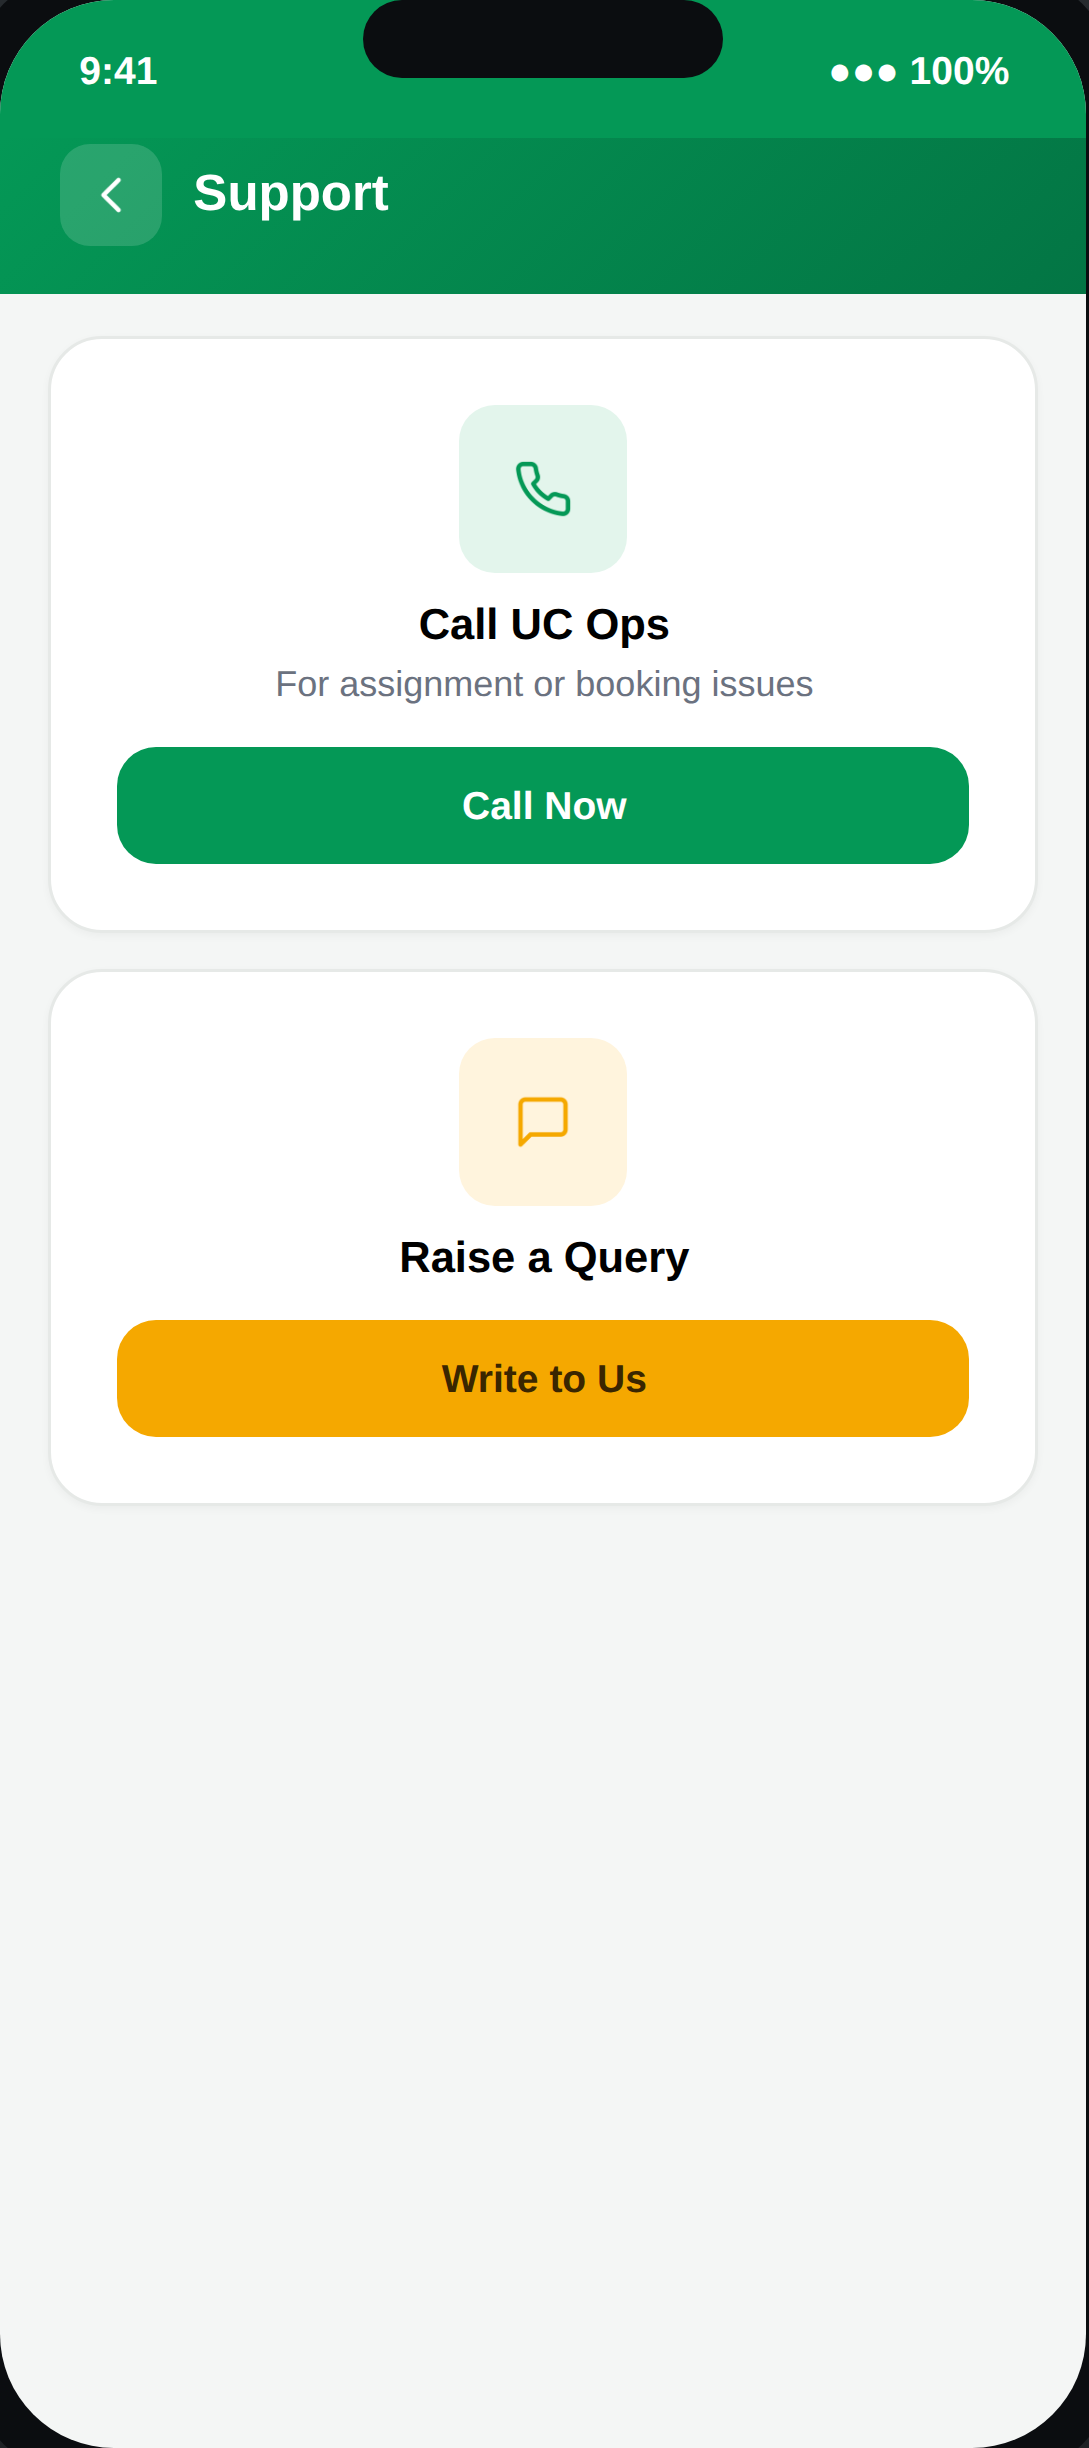 9:41
●●● 100%
Support
Call UC Ops
For assignment or booking issues
Call Now
Raise a Query
Write to Us